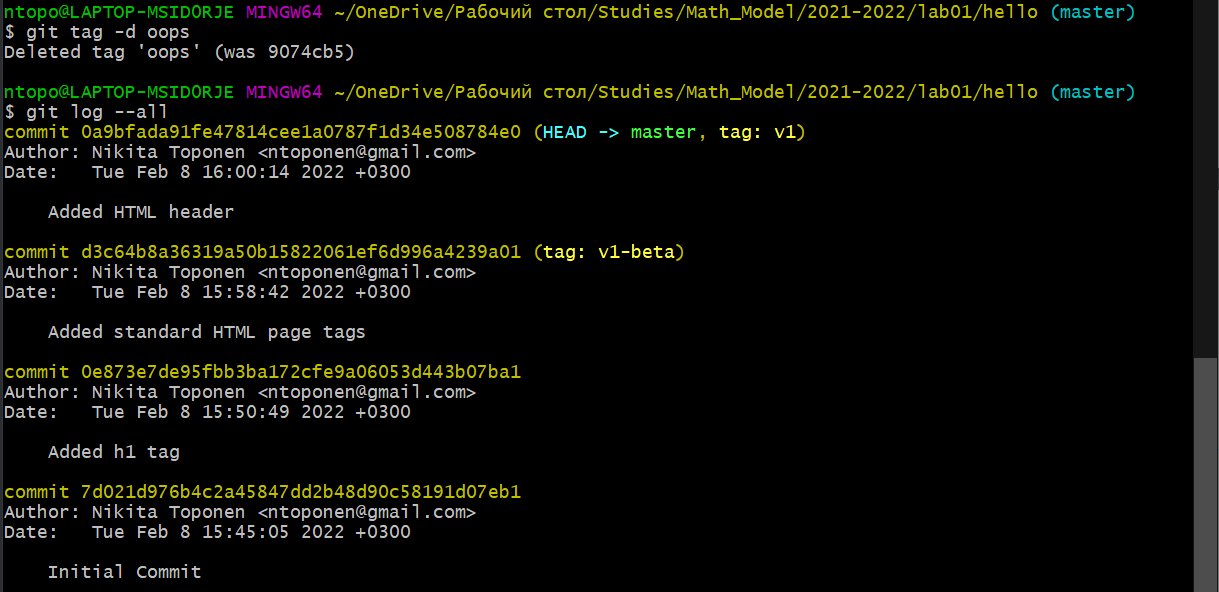 ntopo@LAPTOP-MSID0RJE MINGW64 ~/OneDrive/Рабочий стол/Studies/Math_Model/2021-2022/lab01/hello (master)
$ git tag -d oops
Deleted tag 'oops' (was 9074cb5)
ntopo@LAPTOP-MSID0RJE MINGW64 ~/OneDrive/Рабочий стол/Studies/Math_Model/2021-2022/lab01/hello (master)
$ git log --all
commit 0a9bfada91fe47814cee1a0787f1d34e508784e0 (HEAD -> master, tag: v1)
Author: Nikita Toponen <ntoponen@gmail.com>
Date:   Tue Feb 8 16:00:14 2022 +0300
    Added HTML header
commit d3c64b8a36319a50b15822061ef6d996a4239a01 (tag: v1-beta)
Author: Nikita Toponen <ntoponen@gmail.com>
Date:   Tue Feb 8 15:58:42 2022 +0300
    Added standard HTML page tags
commit 0e873e7de95fbb3ba172cfe9a06053d443b07ba1
Author: Nikita Toponen <ntoponen@gmail.com>
Date:   Tue Feb 8 15:50:49 2022 +0300
    Added h1 tag
commit 7d021d976b4c2a45847dd2b48d90c58191d07eb1
Author: Nikita Toponen <ntoponen@gmail.com>
Date:   Tue Feb 8 15:45:05 2022 +0300
    Initial Commit